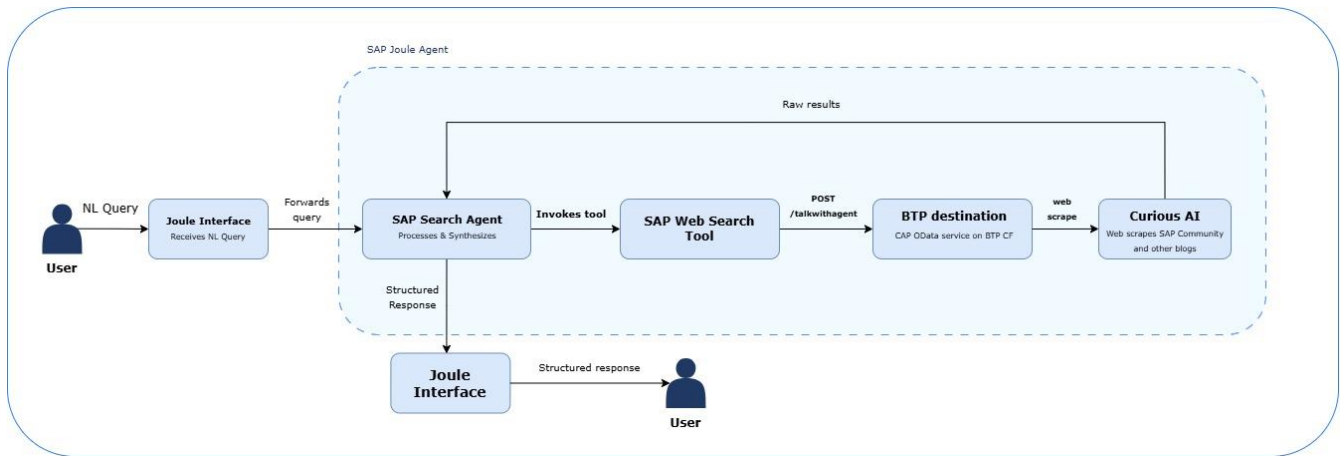 SAP Joule Agent
Raw results
NL Query
Joule Interface
Receives NL Query
Forwards
query
SAP Search Agent
Processes & Synthesizes
Invokes tool
SAP Web Search
Tool
POST
/talkwithagent
BTP destination
CAP OData service on BTP CF
web
scrape
Curious AI
Web scrapes SAP Community
and other blogs
User
Structured
Response
Joule
Interface
Structured response
User